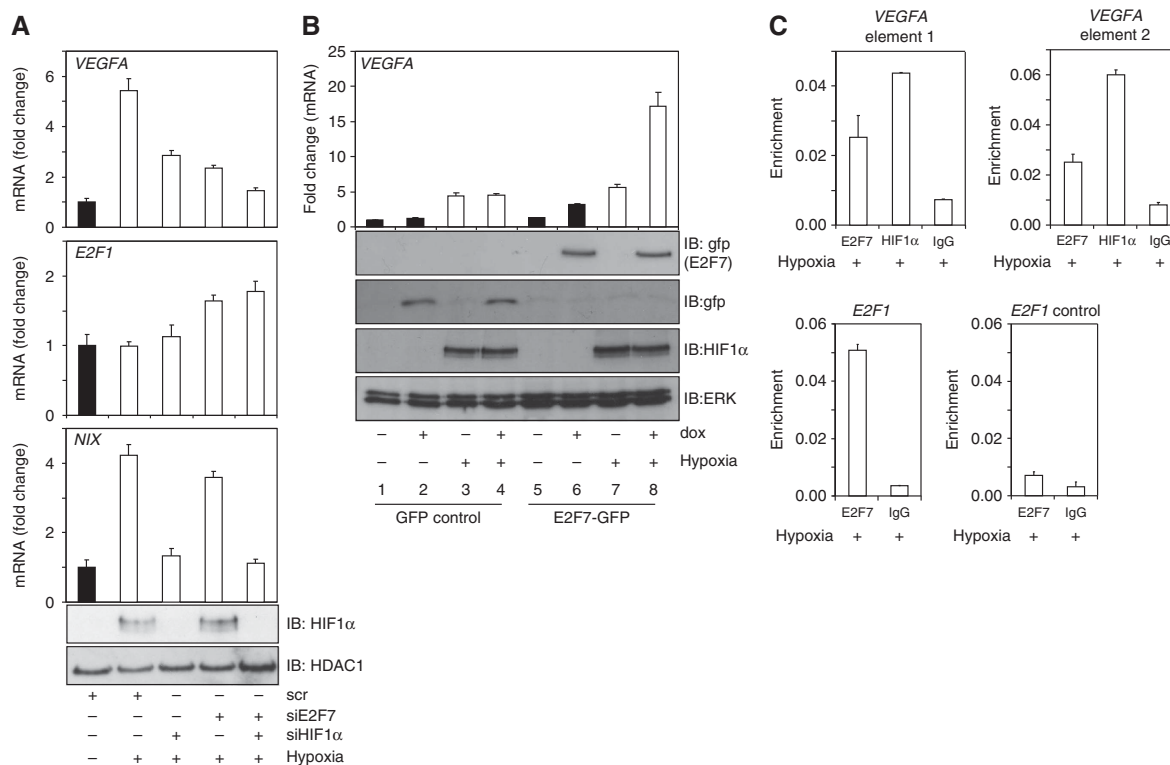 A
VEGFA
mRNA (fold change)
6
4
2
0
E2F1
mRNA (fold change)
2
1
0
NIX
mRNA (fold change)
4
2
0
IB: HIF1α
IB: HDAC1
+ + – – – scr
– – – + + siE2F7
– – + – + siHIF1α
– + + + + Hypoxia
B
VEGFA
Fold change (mRNA)
25
20
15
10
5
0
IB: gfp
(E2F7)
IB:gfp
IB:HIF1α
IB:ERK
– + – + – + – + dox
– – + + – – + + Hypoxia
1 2 3 4 5 6 7 8
GFP control E2F7-GFP
C
VEGFA
element 1
Enrichment
0.04
0.02
0.00
E2F7 HIF1α IgG
Hypoxia + + +
VEGFA
element 2
Enrichment
0.06
0.04
0.02
0.00
E2F7 HIF1α IgG
Hypoxia + + +
E2F1
Enrichment
0.06
0.04
0.02
0.00
E2F7 IgG
Hypoxia + +
E2F1 control
Enrichment
0.06
0.04
0.02
0.00
E2F7 IgG
Hypoxia + +